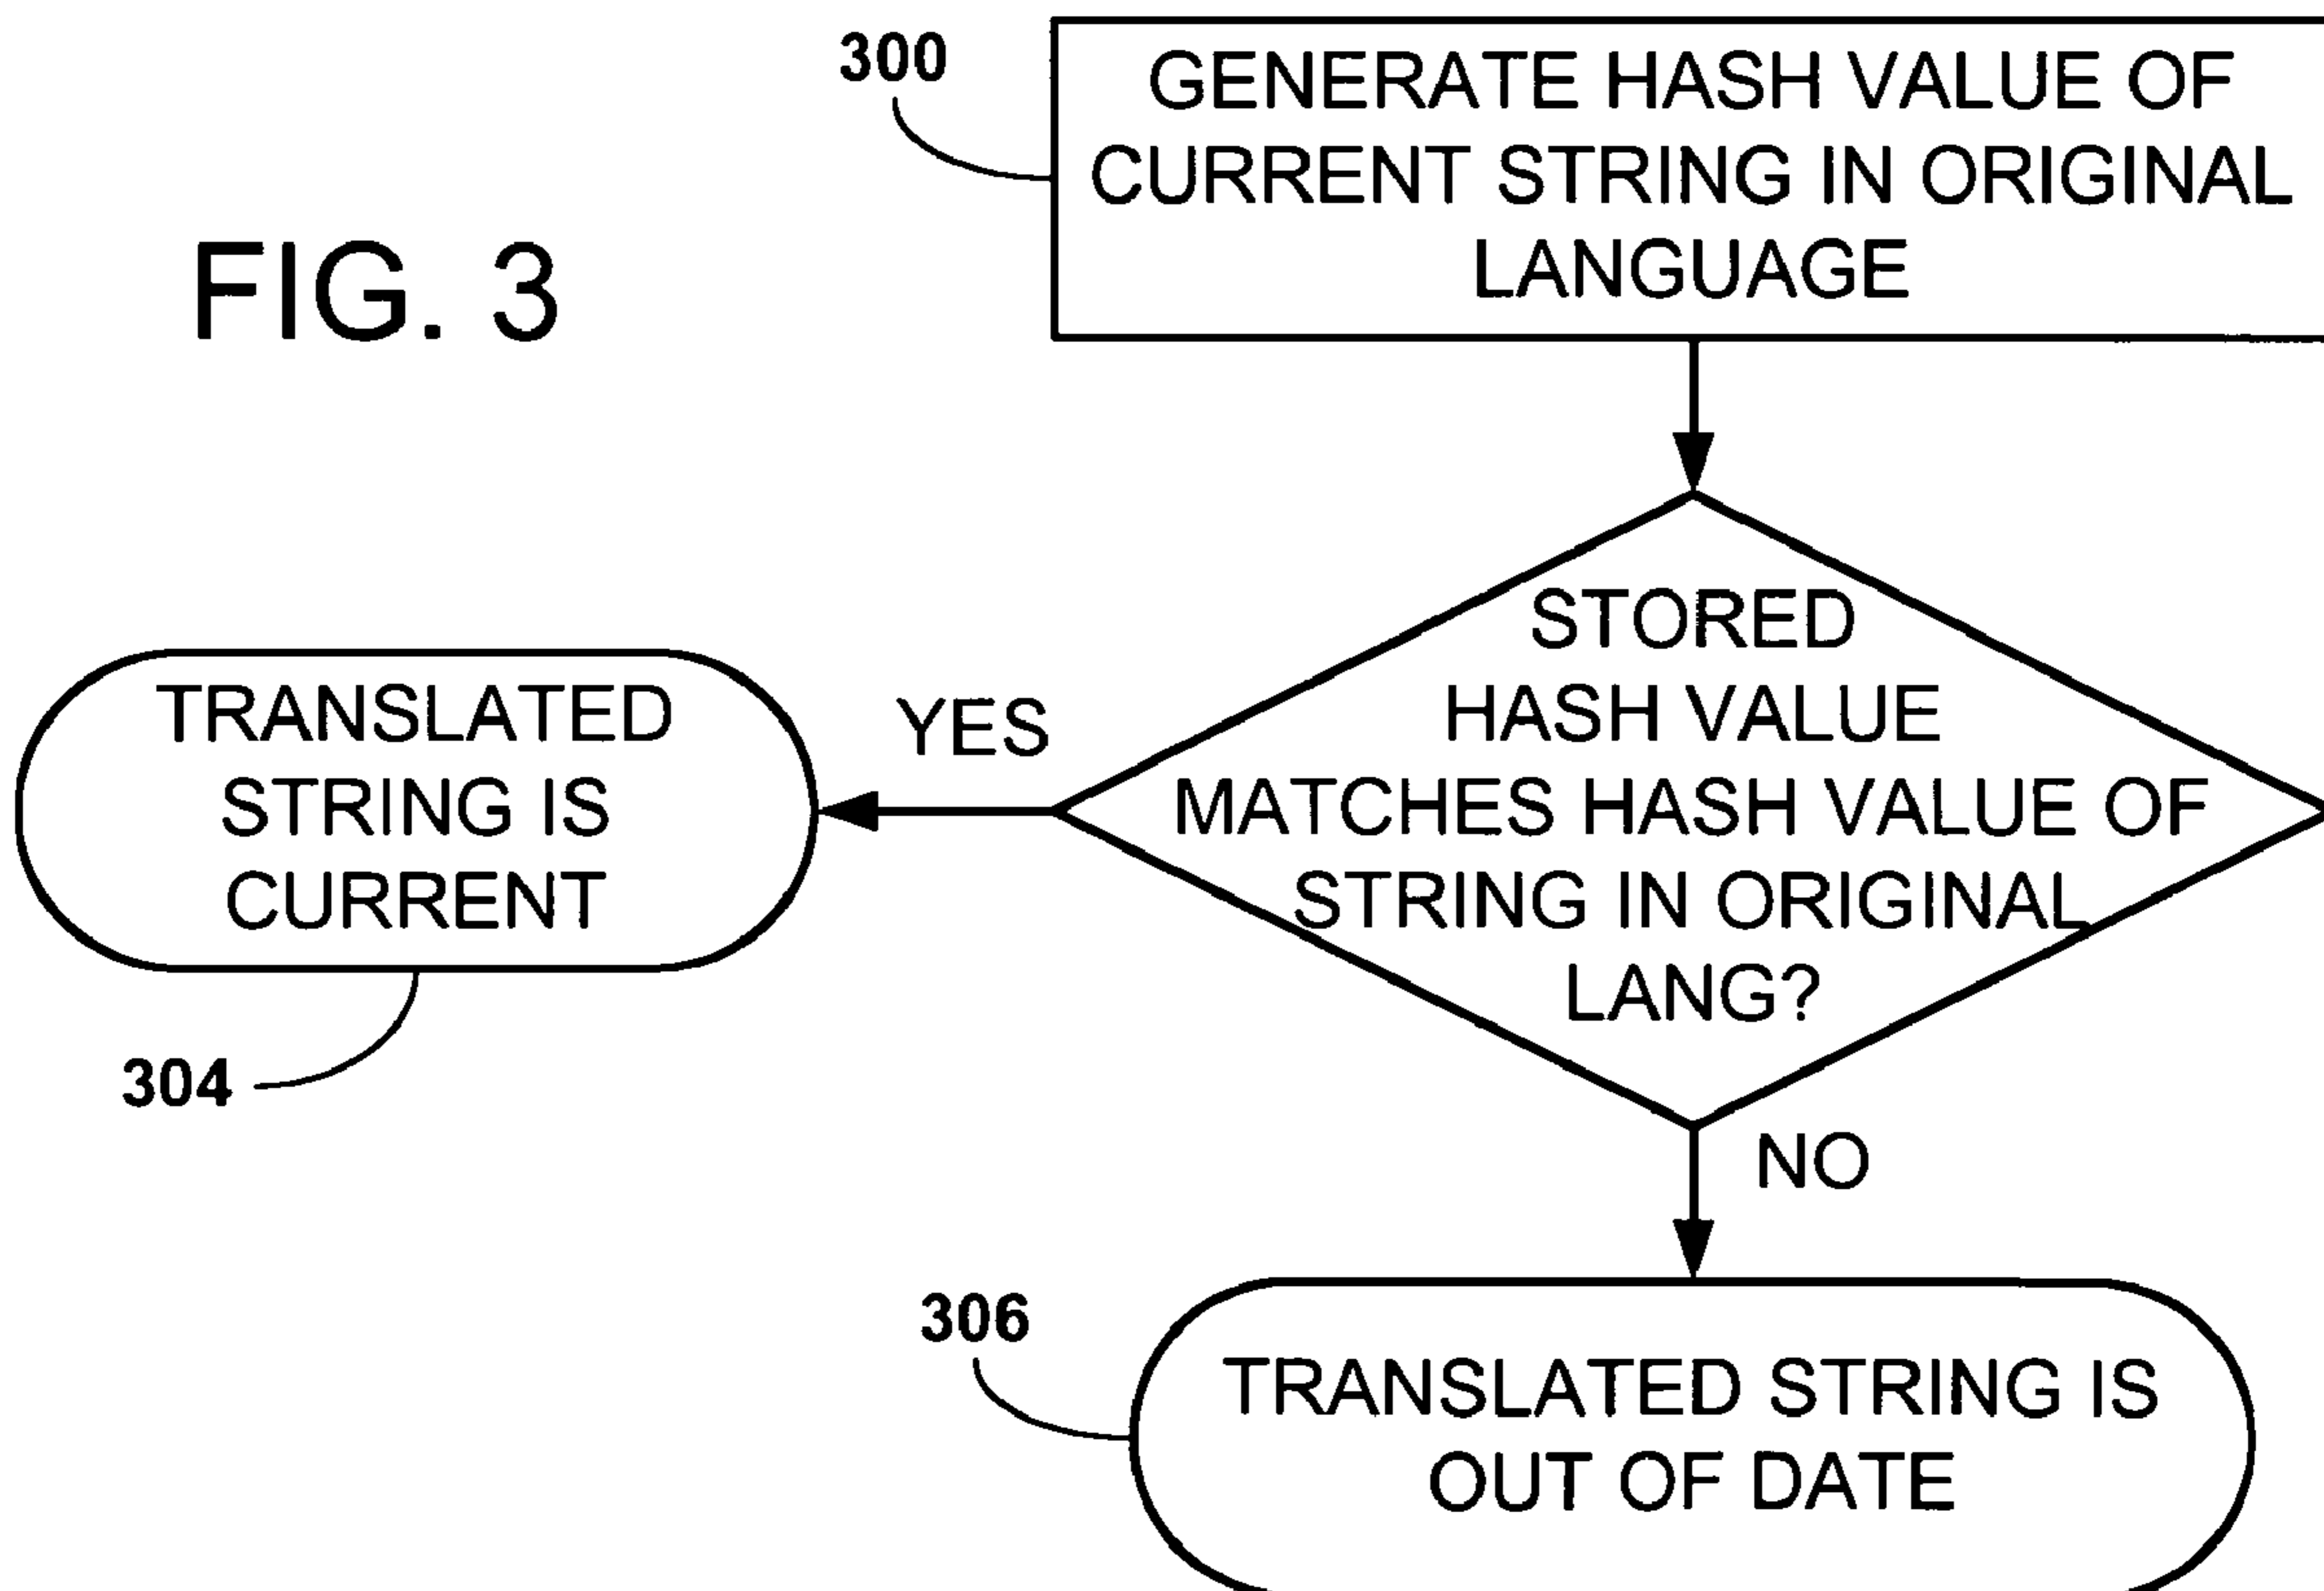 300
GENERATE HASH VALUE OF
CURRENT STRING IN ORIGINAL
LANGUAGE
FIG. 3
STORED
HASH VALUE
MATCHES HASH VALUE OF
STRING IN ORIGINAL
LANG?
YES
TRANSLATED
STRING IS
CURRENT
304
NO
306
TRANSLATED STRING IS
OUT OF DATE